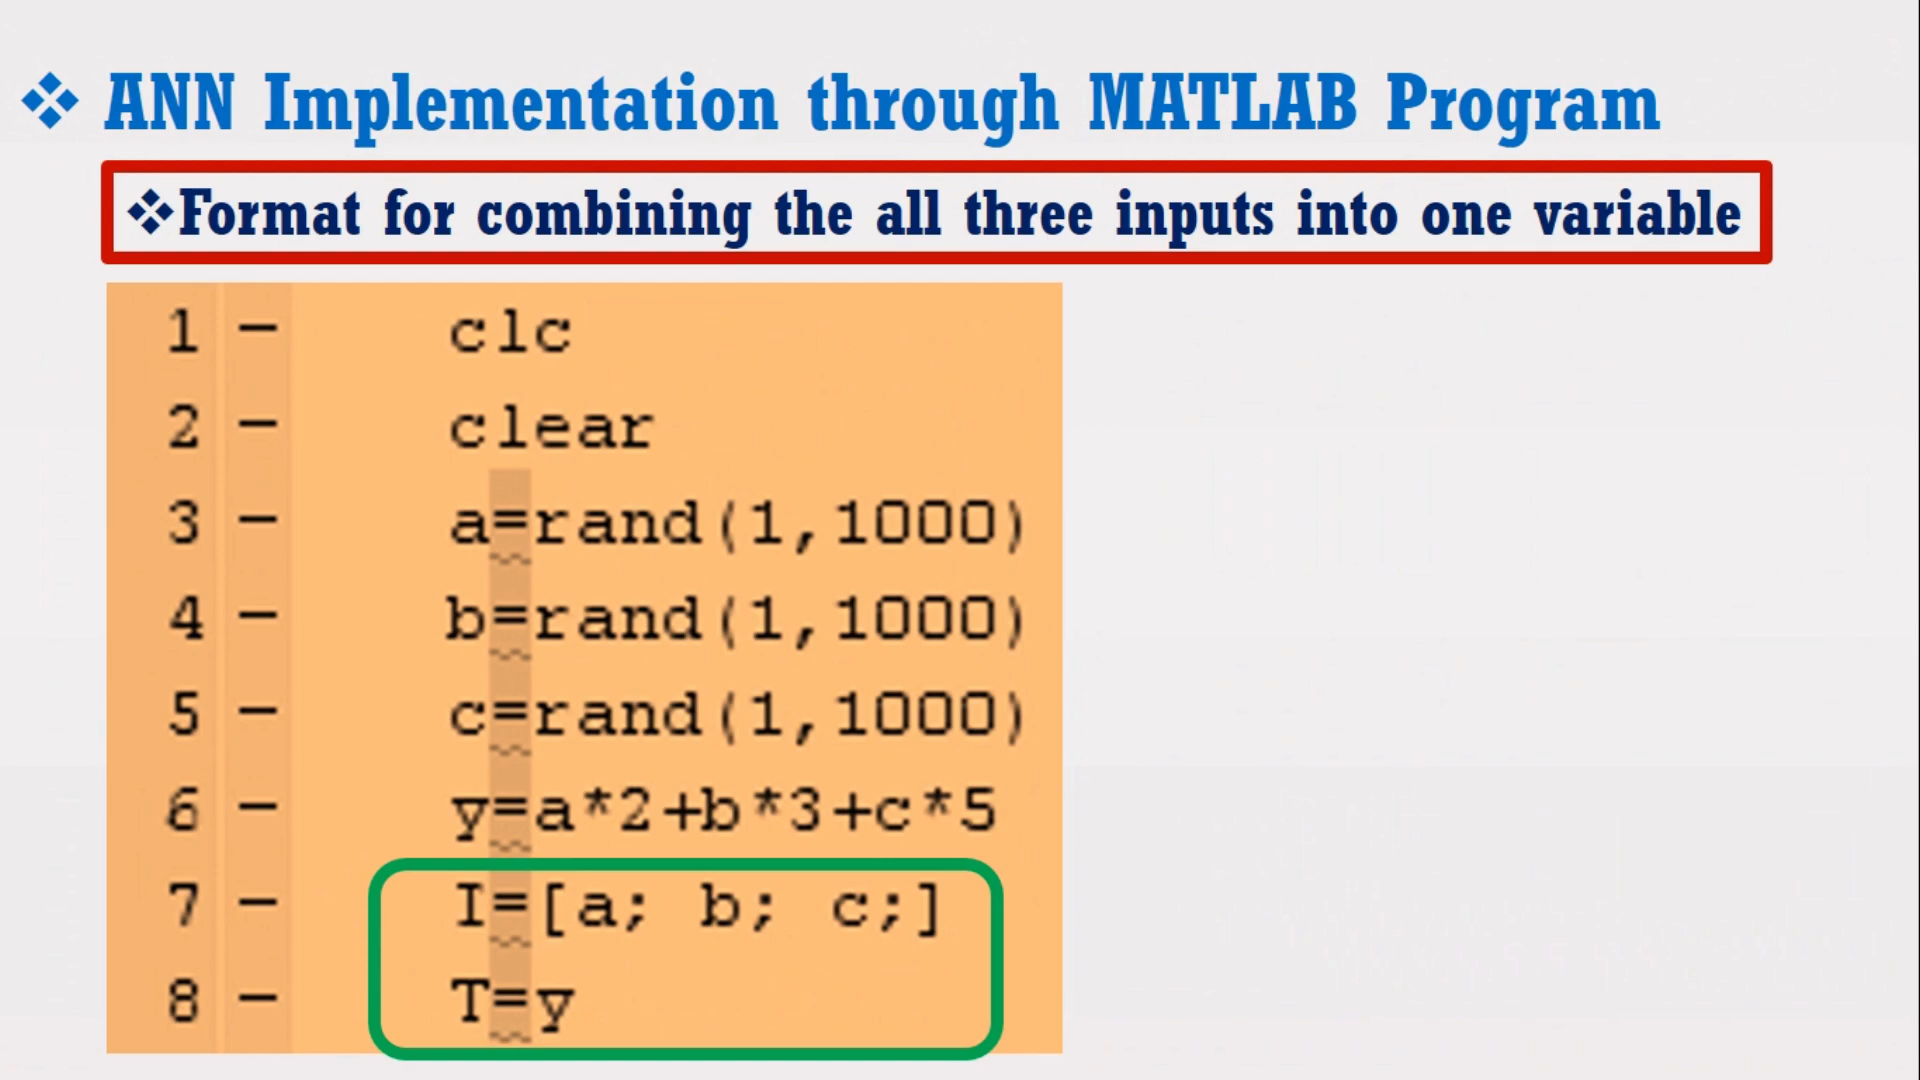 ❖ ANN Implementation through MATLAB Program
❖Format for combining the all three inputs into one variable
1 — clc
2 — clear
3 — a=rand(1,1000)
4 — b=rand(1,1000)
5 — c=rand(1,1000)
6 — y=a*2+b*3+c*5
7 — I=[a; b; c;]
8 — T=y